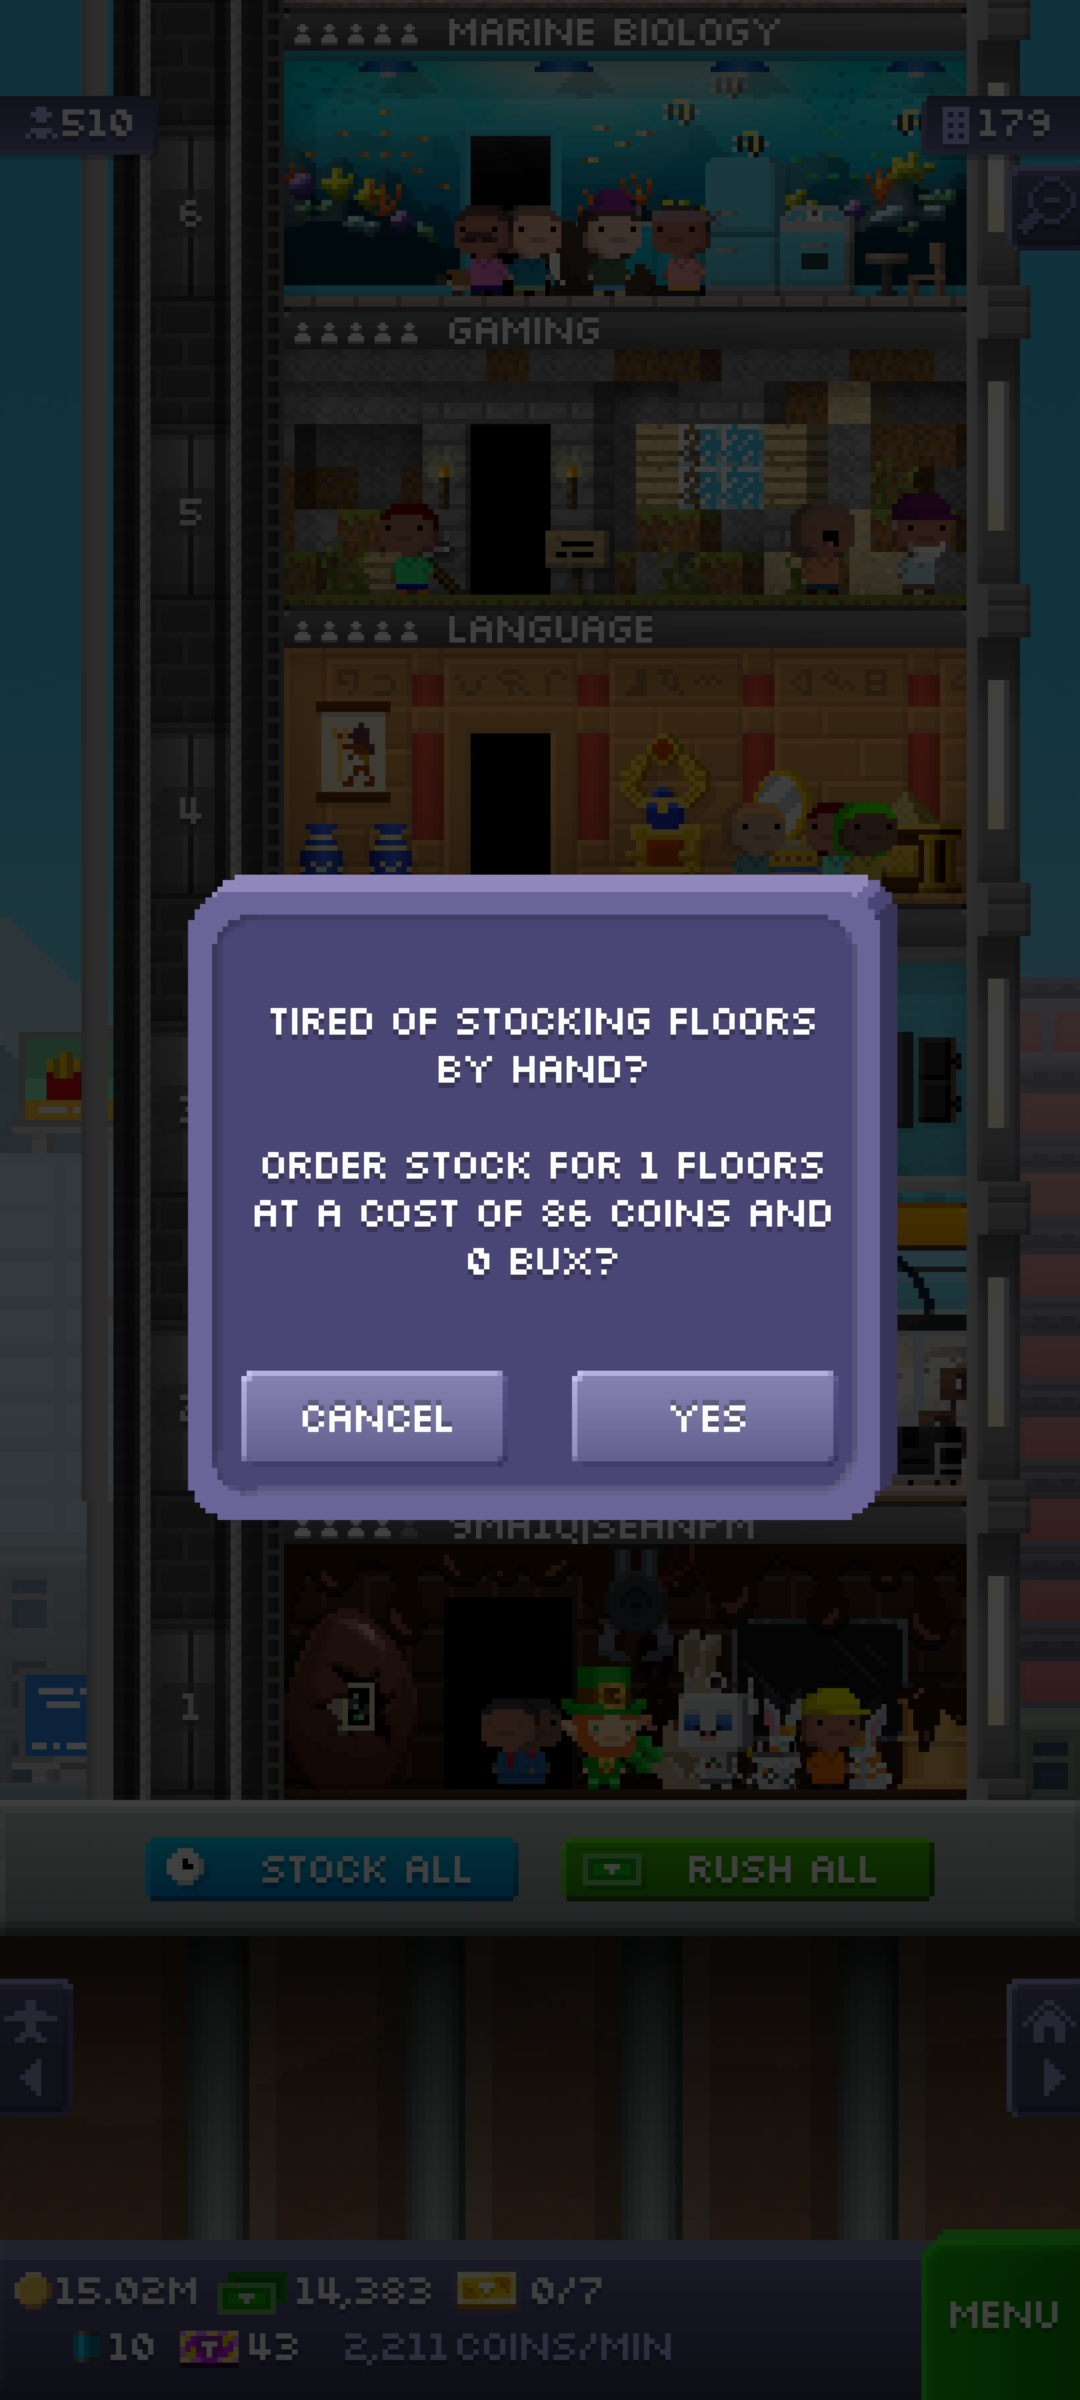 MARINE BIOLOGY
510
179
6
GAMING
5
LANGUAGE
4
TIRED OF STOCKING FLOORS
BY HAND?
ORDER STOCK FOR 1 FLOORS
AT A COST OF 86 COINS AND
0 BUX?
CANCEL
YES
1
STOCK ALL
RUSH ALL
15.02M
14,383
0/7
MENU
10
43
2,211 COINS/MIN